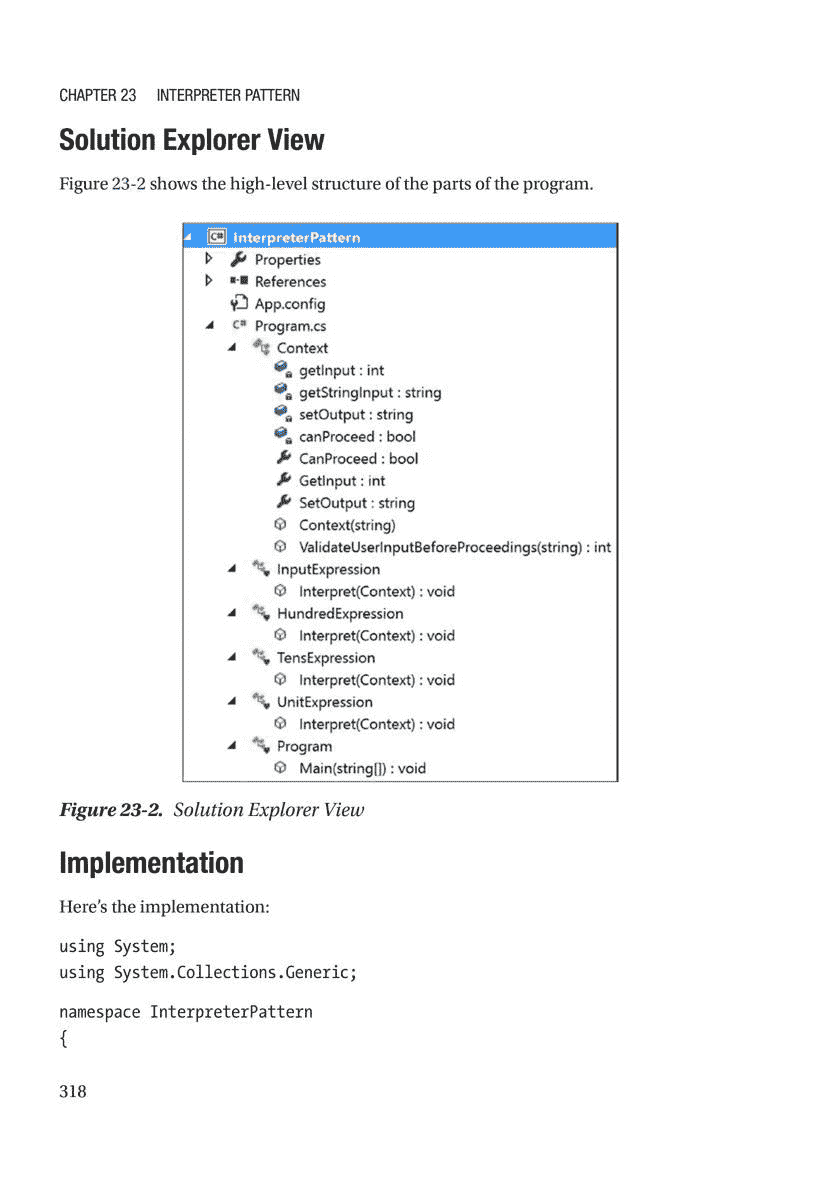 CHAPTER 23 INTERPRETER PATTERN
Solution Explorer View
Figure 23-2 shows the high-level structure of the parts of the program.
C# InterpreterPattern
Properties
References
App.config
C# Program.cs
Context
getInput : int
getStringInput : string
setOutput : string
canProceed : bool
CanProceed : bool
GetInput : int
SetOutput : string
Context(string)
ValidateUserInputBeforeProceedings(string) : int
InputExpression
Interpret(Context) : void
HundredExpression
Interpret(Context) : void
TensExpression
Interpret(Context) : void
UnitExpression
Interpret(Context) : void
Program
Main(string[]) : void
Figure 23-2. Solution Explorer View
Implementation
Here’s the implementation:
using System;
using System.Collections.Generic;
namespace InterpreterPattern
{
318